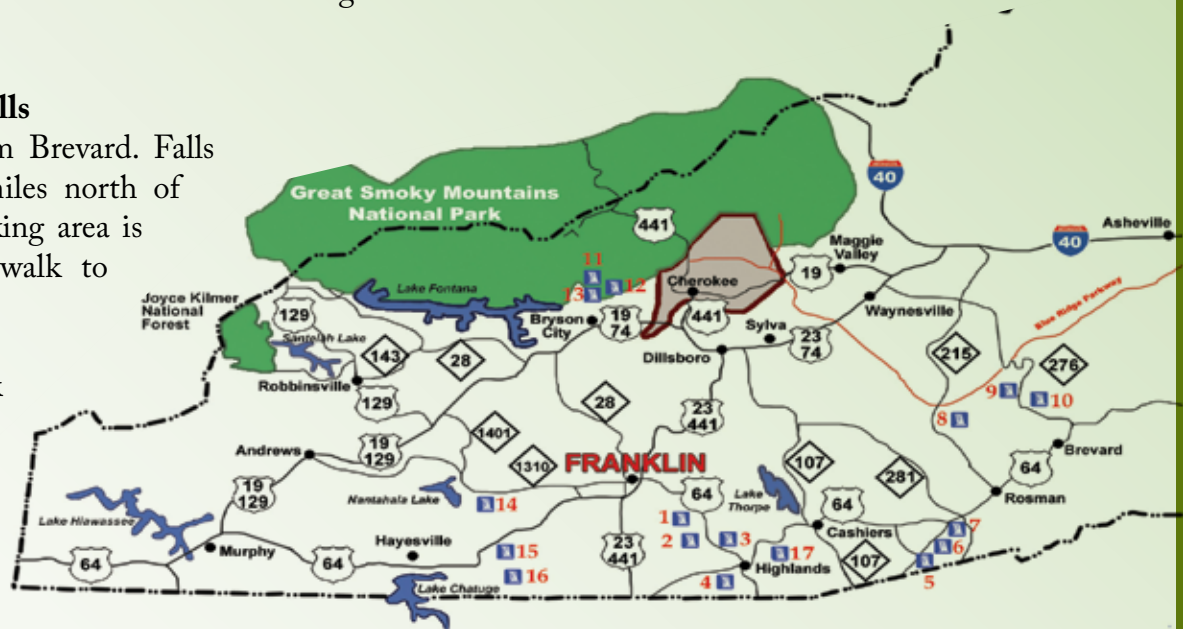 g
lls
n Brevard. Falls
niles north of
king area is
walk to
k
Great Smoky Mountains
National Park
441
40
40
Asheville
Maggie
Valley
19
11
12
13
Cherokee
Lake Fontana
Joyce Kilmer
National
Forest
129
Bryson
City
19
74
441
Sylva
23
74
Waynesville
Blue Ridge Parkway
Santelah Lake
143
28
Dillsboro
215
276
Robbinsville
129
28
23
441
9
10
8
1401
Andrews
19
129
1310
FRANKLIN
107
281
Brevard
64
19
129
Nantahala Lake
14
64
Lake
Thorpe
64
Rosman
Lake Hiawassee
1
2
3
Cashiers
7
6
5
Murphy
Hayesville
15
23
441
17
Highlands
107
64
64
16
4
Lake Chatuge